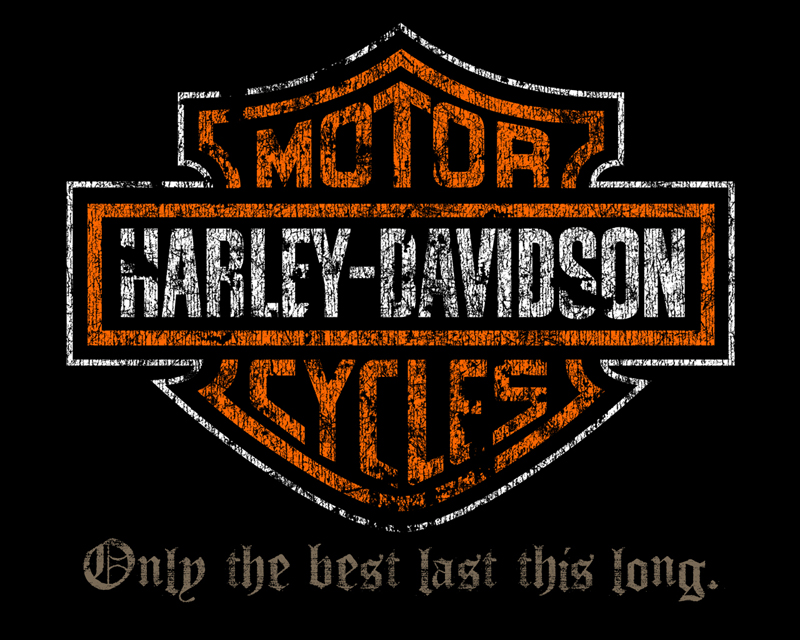 MOTOR
HARLEY-DAVIDSON
CYCLES
Only the best last this long.